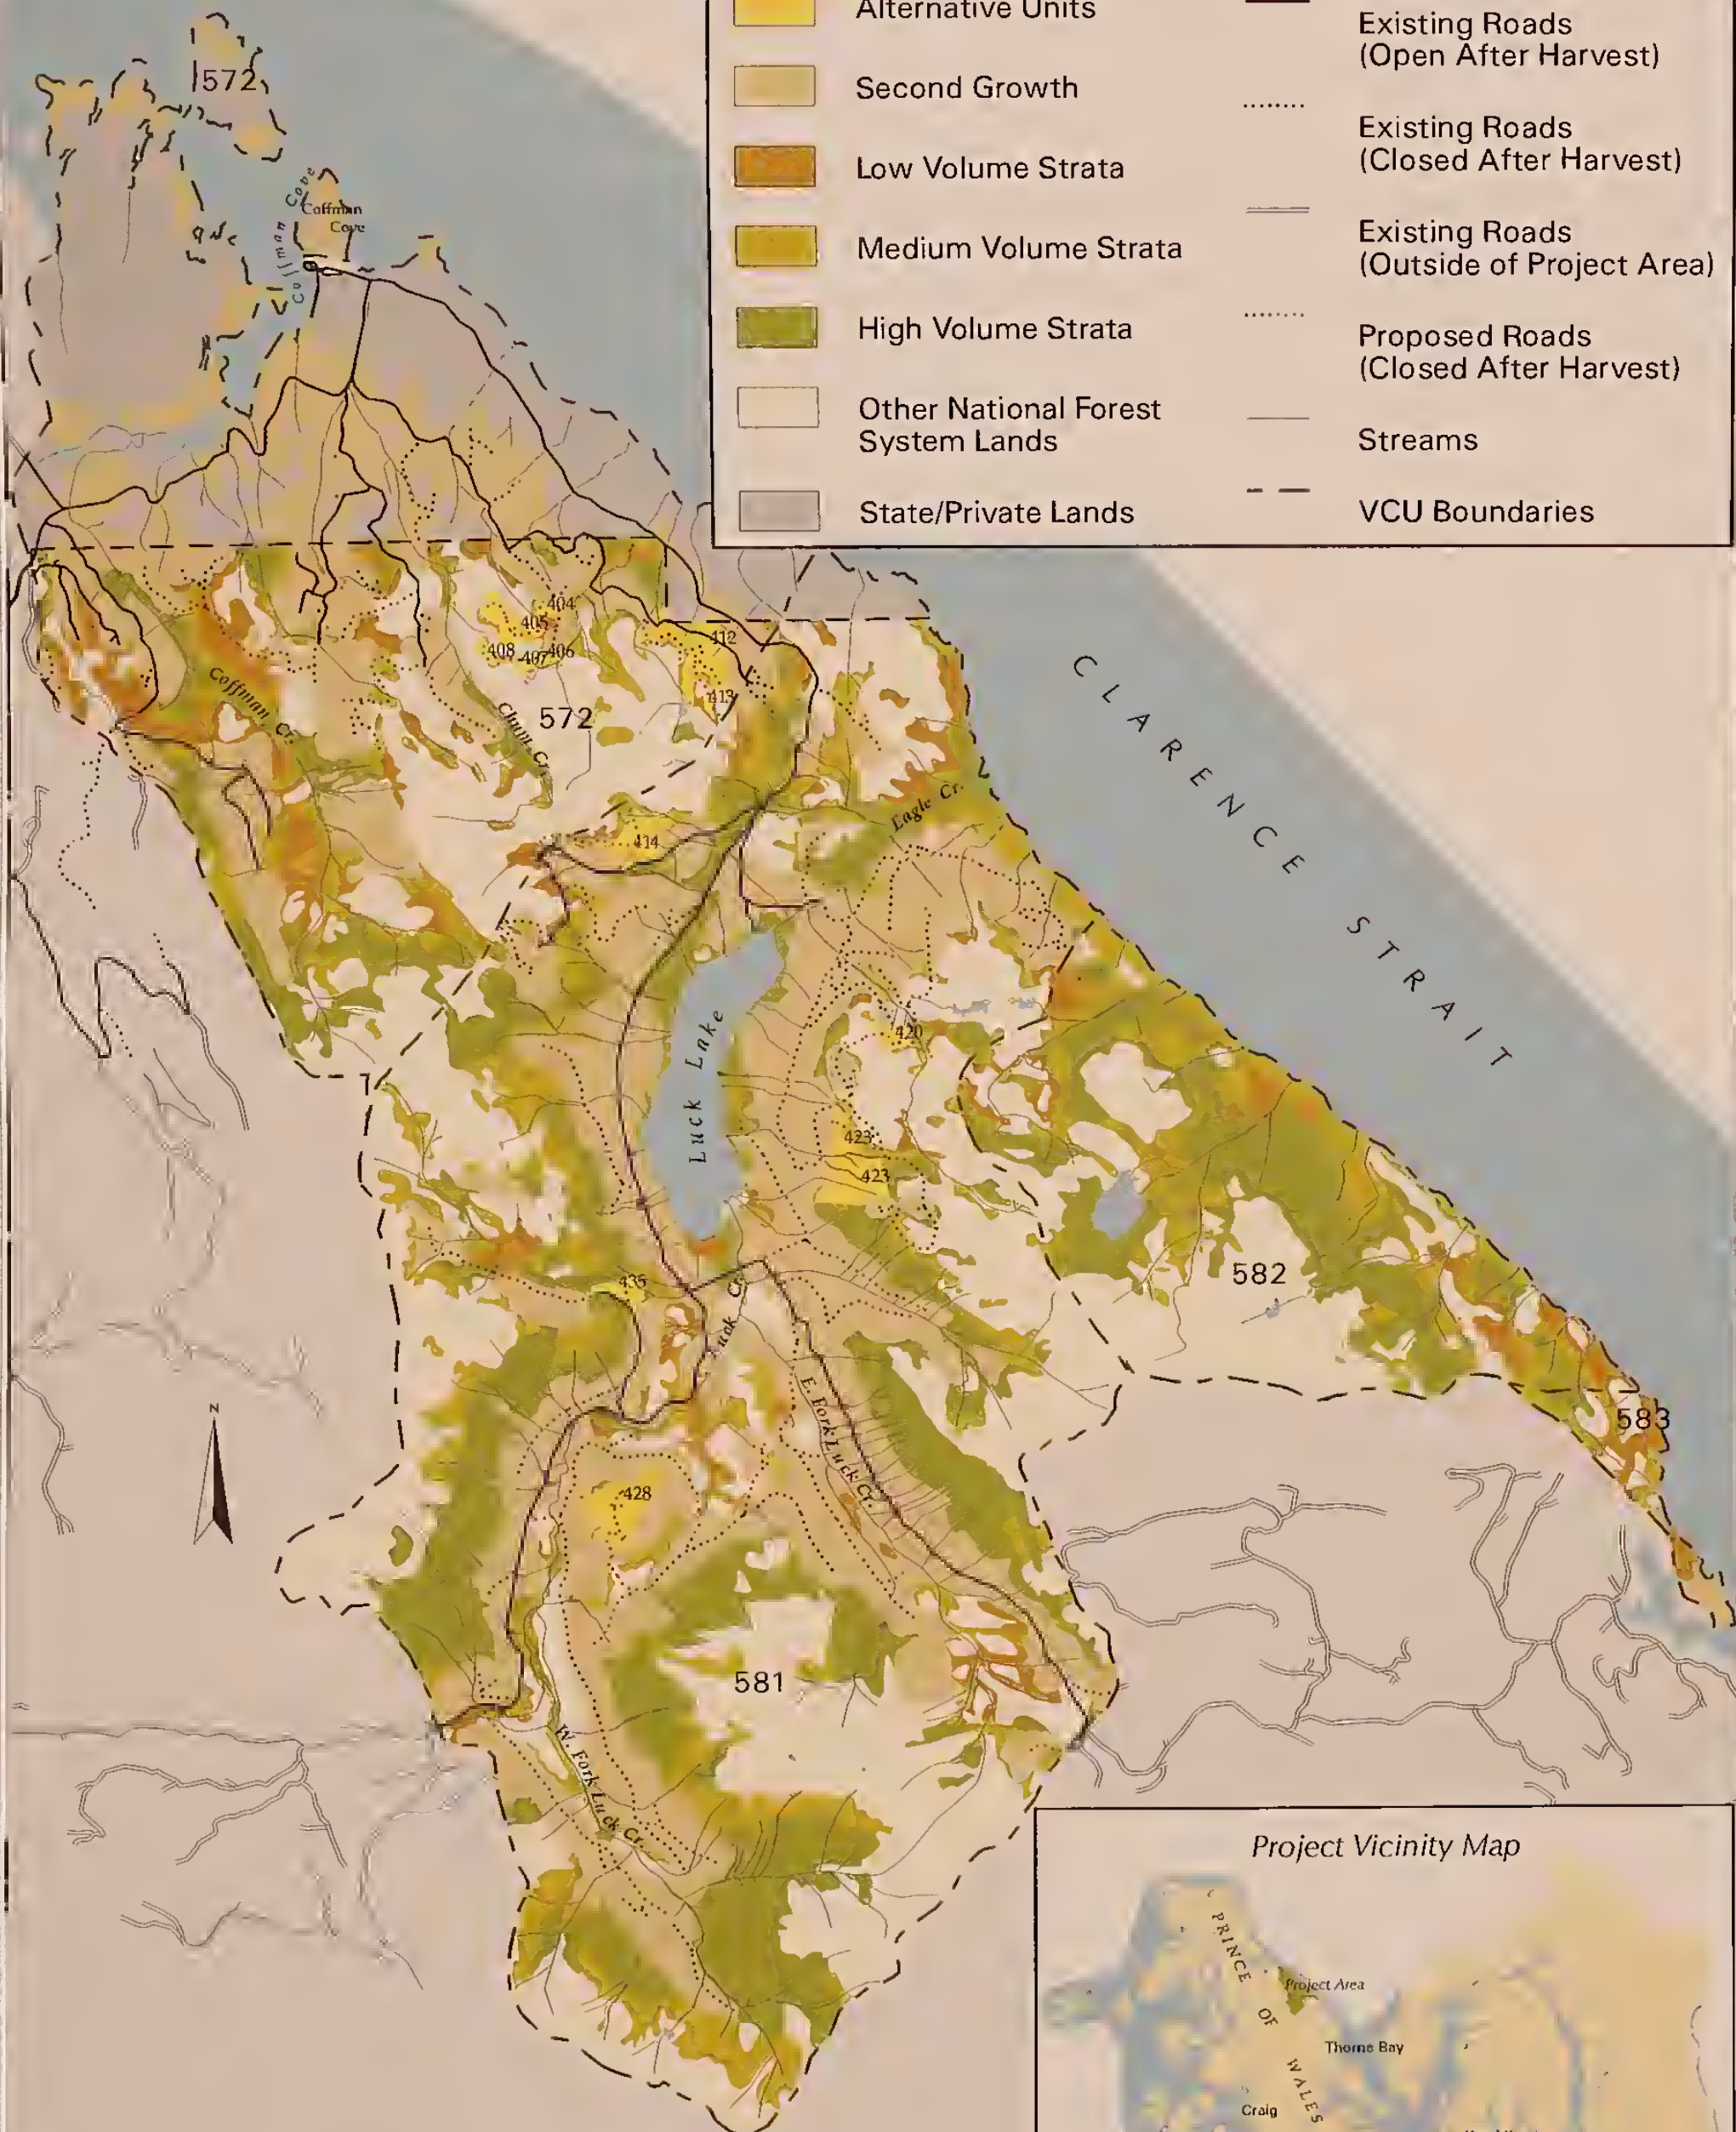 Alternative Units
Second Growth
Low Volume Strata
Medium Volume Strata
High Volume Strata
Other National Forest
System Lands
State/Private Lands
Existing Roads
(Open After Harvest)
Existing Roads
(Closed After Harvest)
Existing Roads
(Outside of Project Area)
Proposed Roads
(Closed After Harvest)
Streams
VCU Boundaries
572
Coffman Cove
Coffman
Cove
404
405
408
407
406
412
413
Coffman Cr.
Chum Cr.
572
Eagle Cr.
414
CLARENCE STRAIT
Luck Lake
420
423
423
582
435
Luck Cr.
E. Fork Luck Cr.
583
N
428
581
W. Fork Luck Cr.
Project Vicinity Map
PRINCE
OF
WALES
Project Area
Thorne Bay
Craig